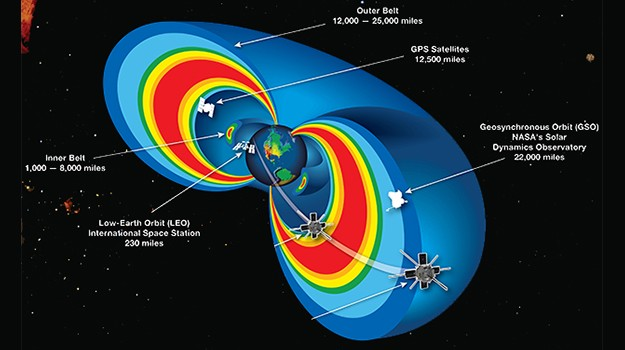 Outer Belt
12,000 — 25,000 miles
GPS Satellites
12,500 miles
Geosynchronous Orbit (GSO)
NASA's Solar
Dynamics Observatory
22,000 miles
Inner Belt
1,000 — 8,000 miles
Low-Earth Orbit (LEO)
International Space Station
230 miles